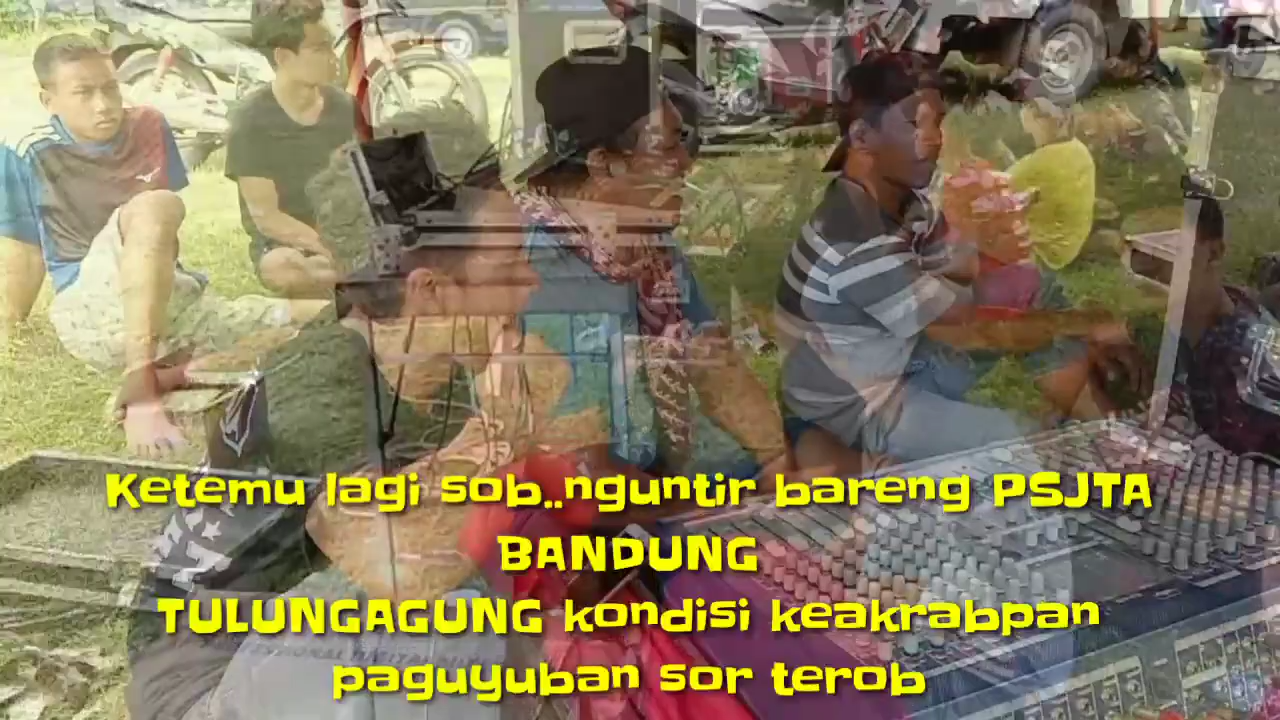 Ketemu lagi sob..nguntir bareng PSJTA
BANDUNG
TULUNGAGUNG kondisi keakrabpan
paguyuban sor terob